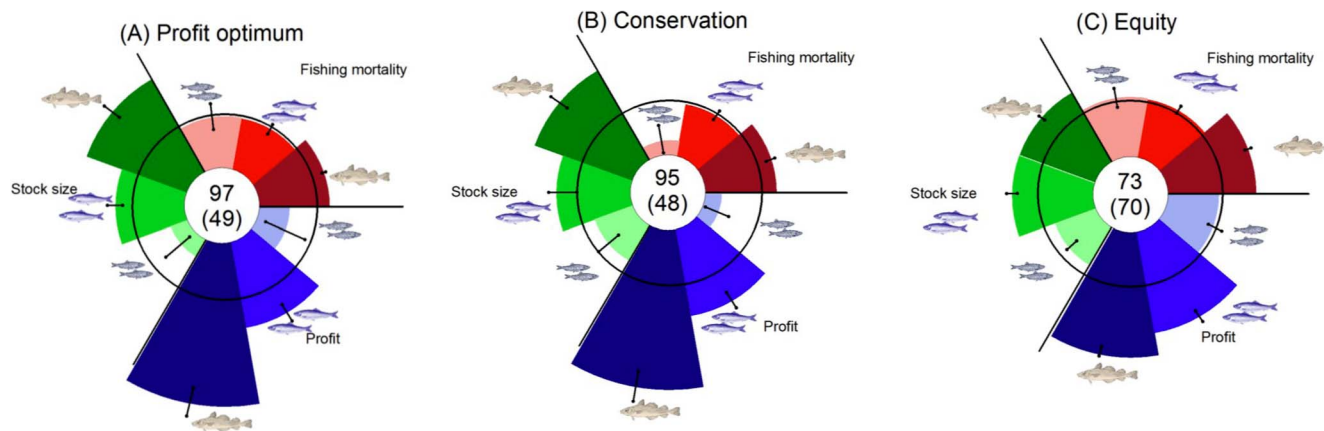 (A) Profit optimum
Fishing mortality
Stock size
97
(49)
Profit
(B) Conservation
Fishing mortality
Stock size
95
(48)
Profit
(C) Equity
Fishing mortality
Stock size
73
(70)
Profit